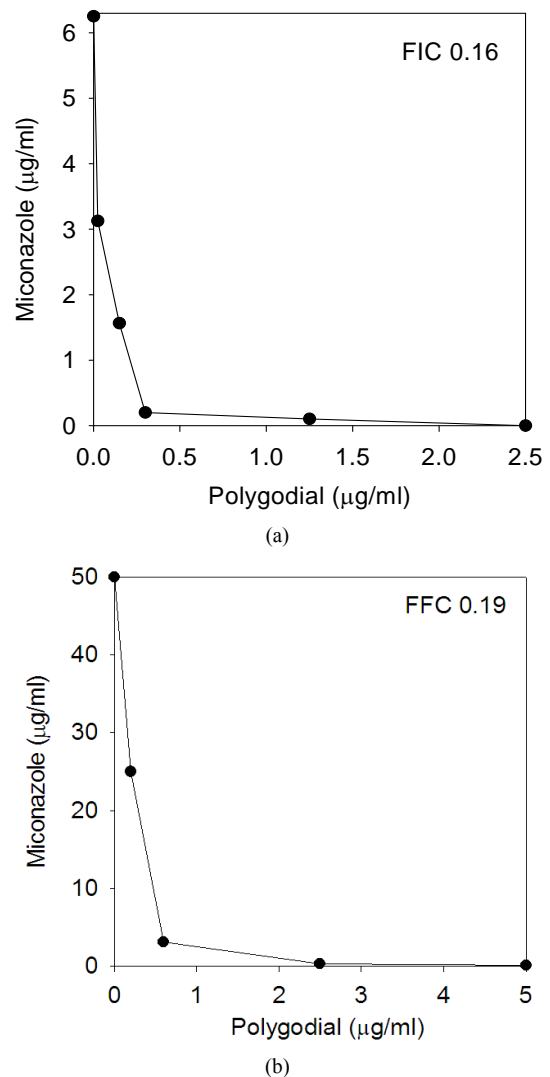 6
FIC 0.16
5
4
3
2
1
0
Miconazole (μg/ml)
0.0 0.5 1.0 1.5 2.0 2.5
Polygodial (μg/ml)
(a)
50
FFC 0.19
40
30
20
10
0
Miconazole (μg/ml)
0 1 2 3 4 5
Polygodial (μg/ml)
(b)